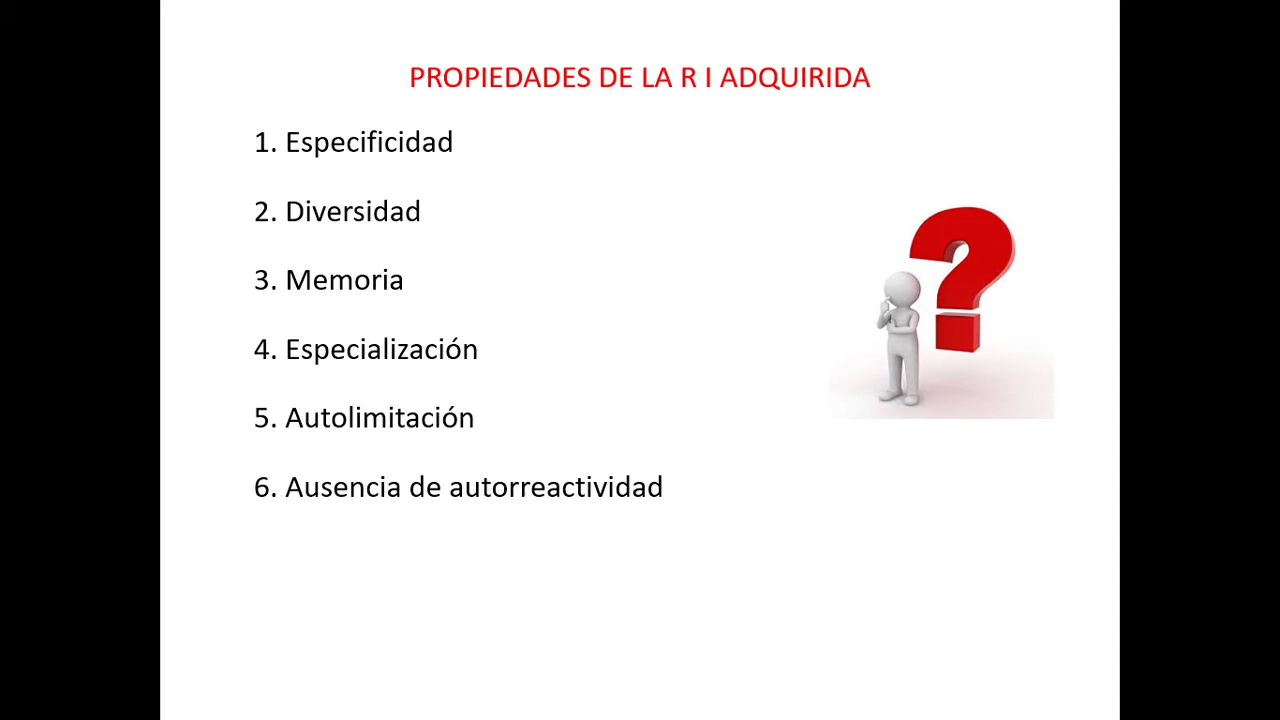 PROPIEDADES DE LA R I ADQUIRIDA
1. Especificidad
2. Diversidad
3. Memoria
4. Especialización
5. Autolimitación
6. Ausencia de autorreactividad